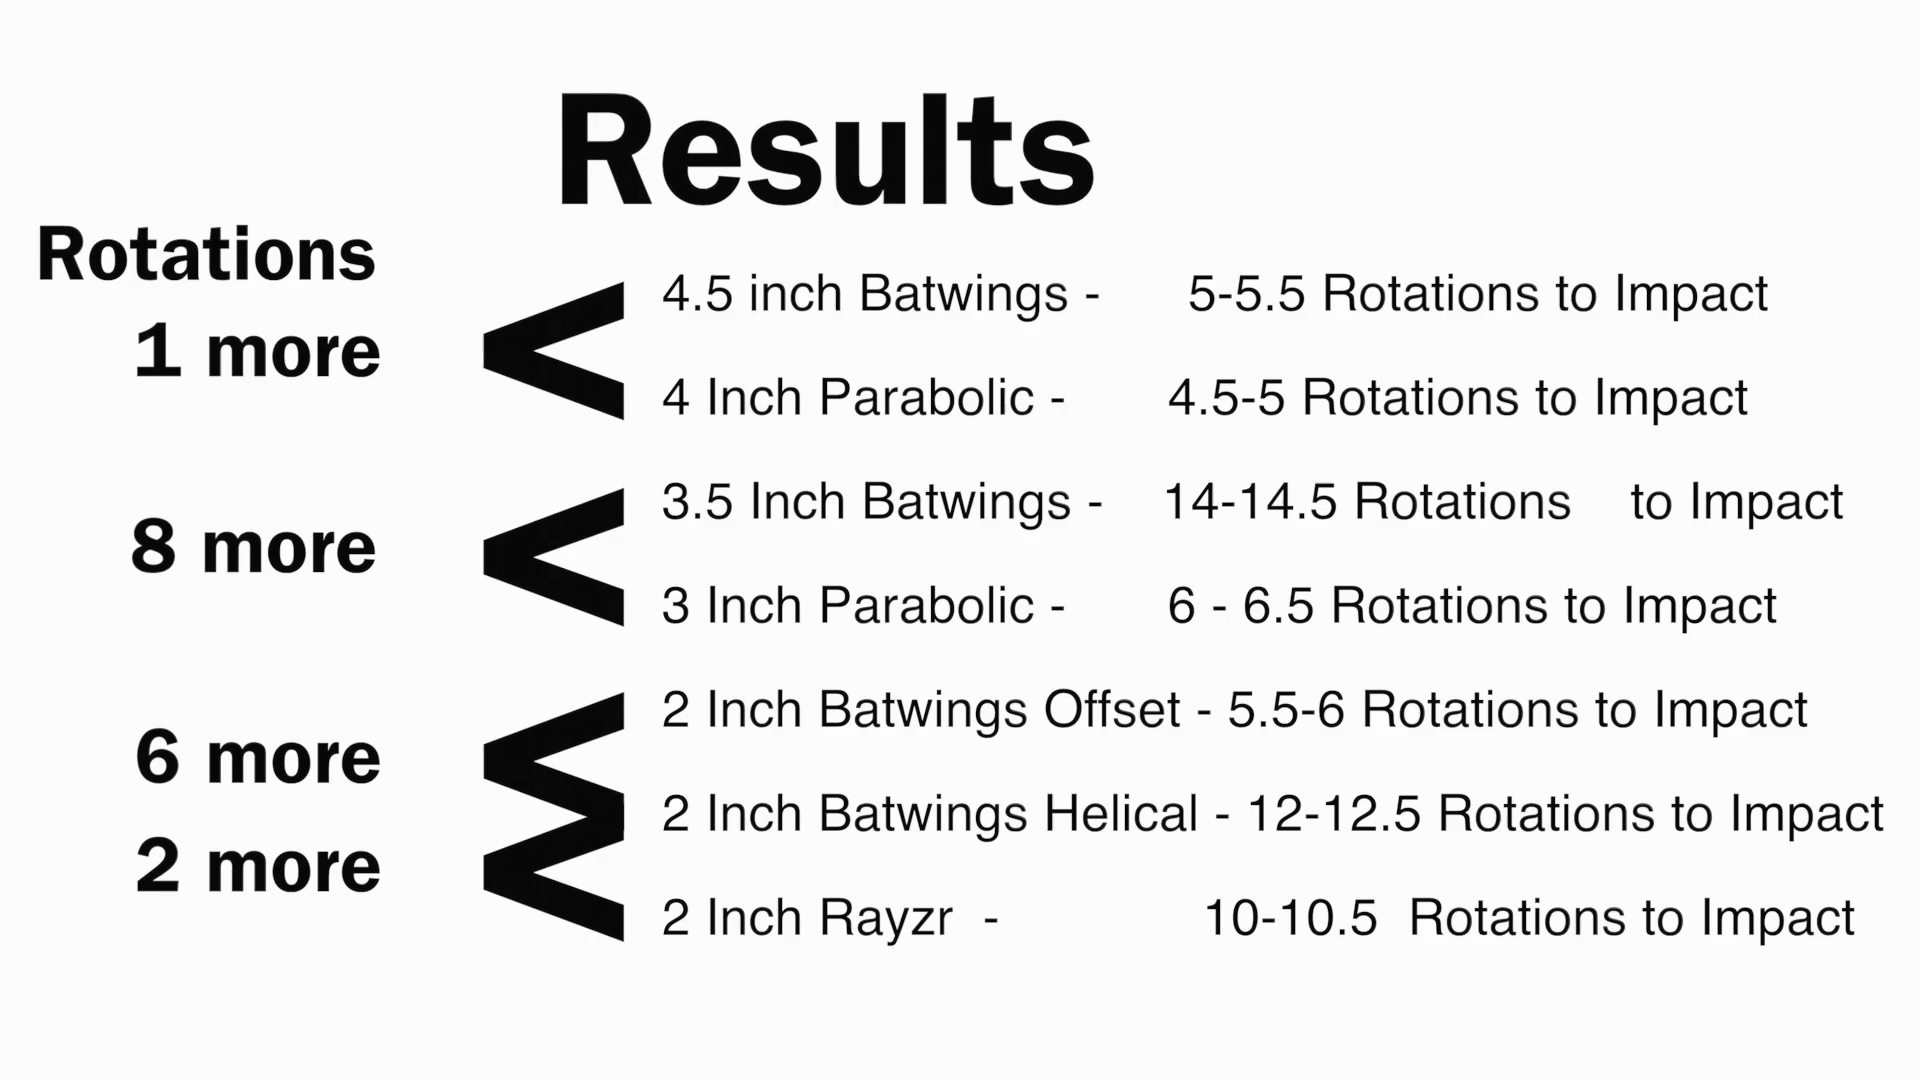 Results
Rotations
4.5 inch Batwings - 5-5.5 Rotations to Impact
1 more
4 Inch Parabolic - 4.5-5 Rotations to Impact
3.5 Inch Batwings - 14-14.5 Rotations to Impact
8 more
3 Inch Parabolic - 6 - 6.5 Rotations to Impact
2 Inch Batwings Offset - 5.5-6 Rotations to Impact
6 more
2 Inch Batwings Helical - 12-12.5 Rotations to Impact
2 more
2 Inch Rayzr - 10-10.5 Rotations to Impact